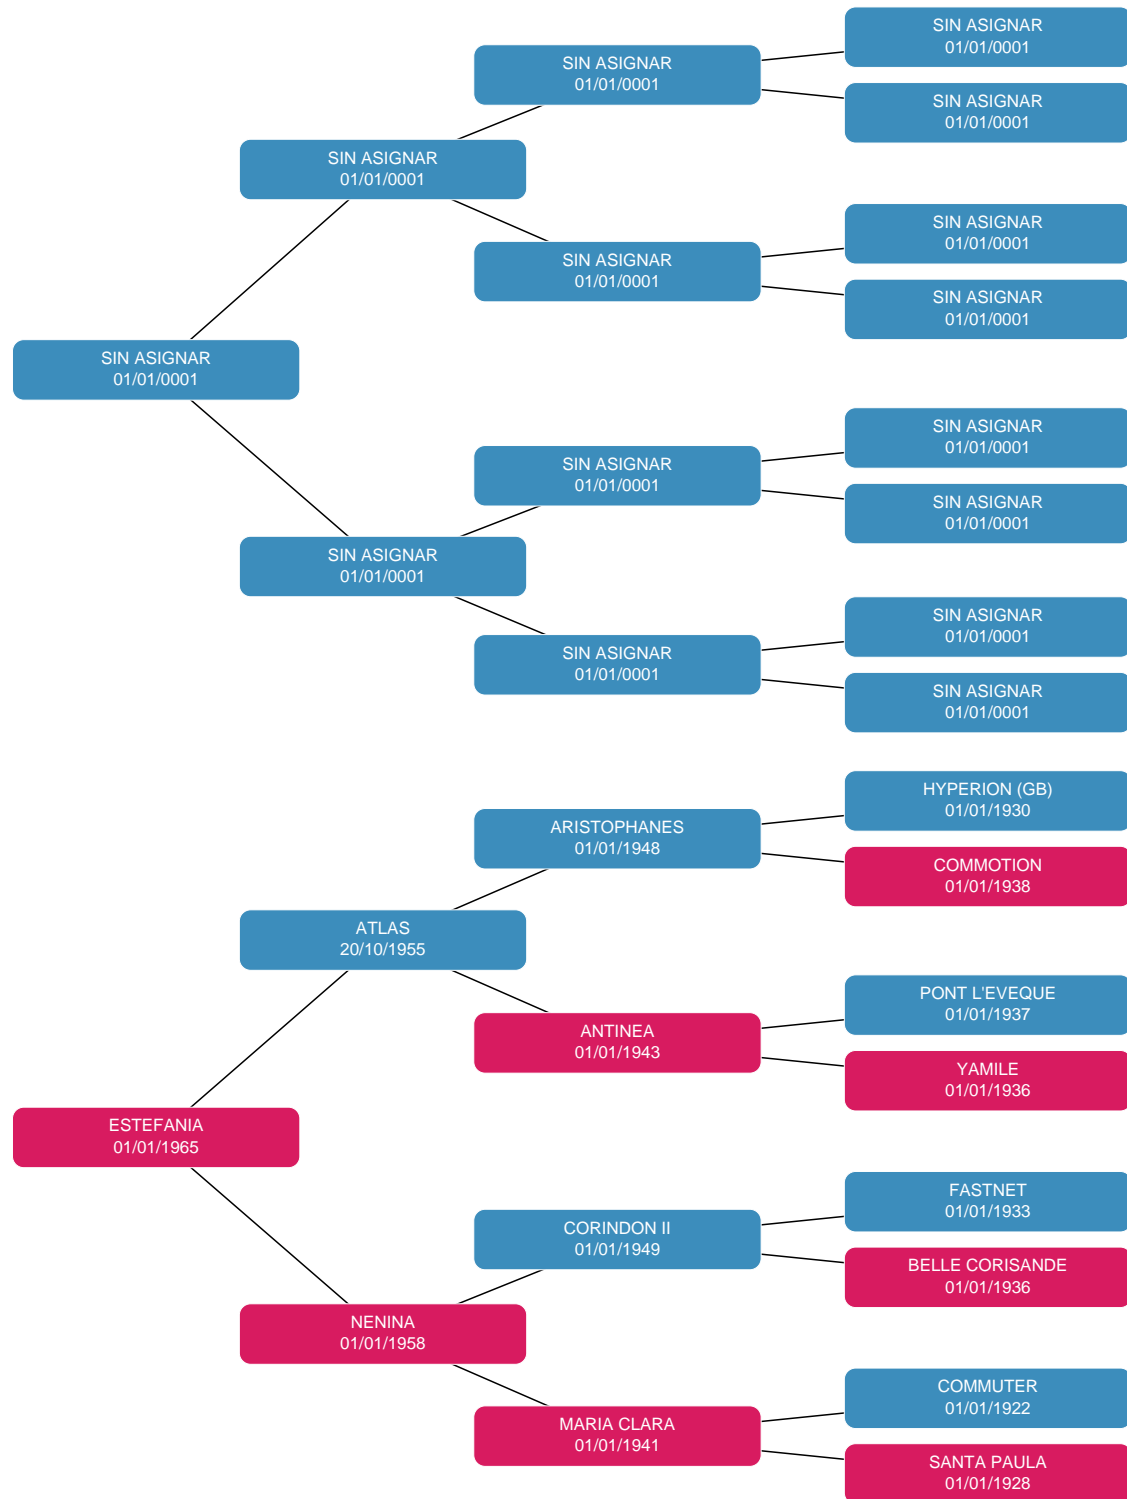 SIN ASIGNAR
01/01/0001
SIN ASIGNAR
01/01/0001
SIN ASIGNAR
01/01/0001
SIN ASIGNAR
01/01/0001
SIN ASIGNAR
01/01/0001
SIN ASIGNAR
01/01/0001
SIN ASIGNAR
01/01/0001
SIN ASIGNAR
01/01/0001
SIN ASIGNAR
01/01/0001
SIN ASIGNAR
01/01/0001
SIN ASIGNAR
01/01/0001
SIN ASIGNAR
01/01/0001
SIN ASIGNAR
01/01/0001
SIN ASIGNAR
01/01/0001
SIN ASIGNAR
01/01/0001
HYPERION (GB)
01/01/1930
ARISTOPHANES
01/01/1948
COMMOTION
01/01/1938
ATLAS
20/10/1955
PONT L'EVEQUE
01/01/1937
ANTINEA
01/01/1943
YAMILE
01/01/1936
ESTEFANIA
01/01/1965
FASTNET
01/01/1933
CORINDON II
01/01/1949
BELLE CORISANDE
01/01/1936
NENINA
01/01/1958
COMMUTER
01/01/1922
MARIA CLARA
01/01/1941
SANTA PAULA
01/01/1928